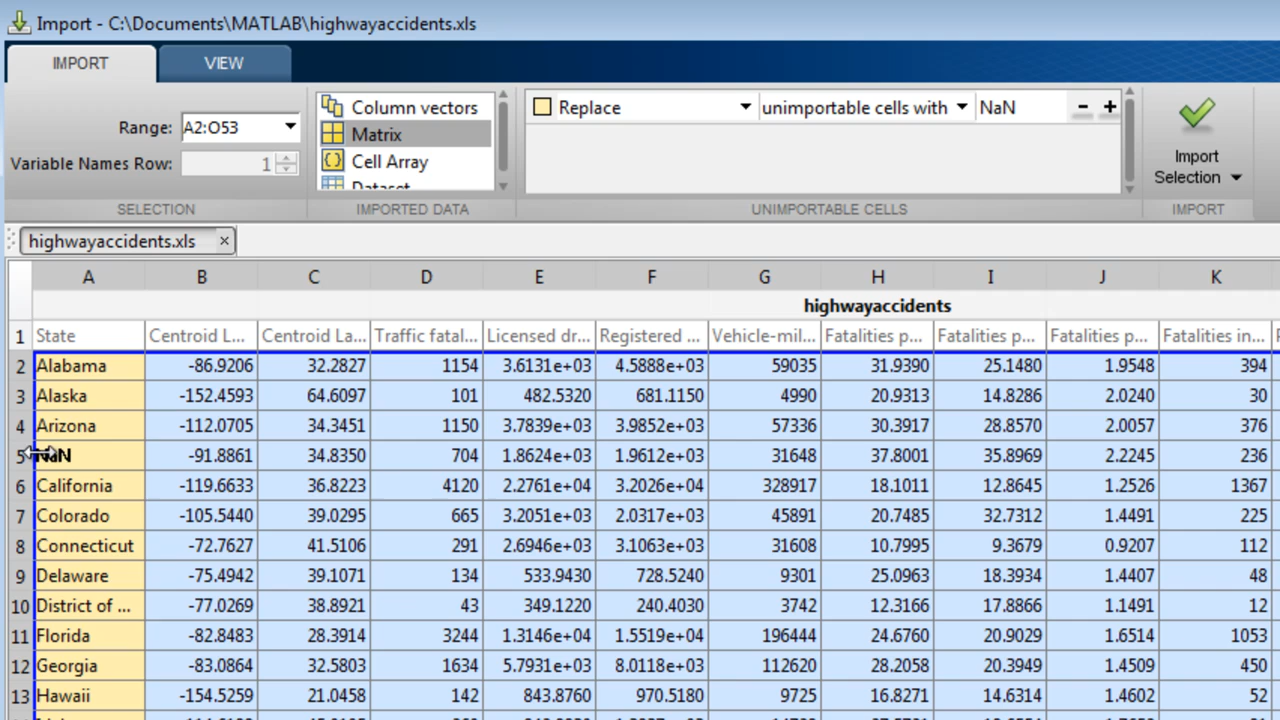 Import - C:\Documents\MATLAB\highwayaccidents.xls
IMPORT VIEW
Range: A2:O53
Variable Names Row: 1
Column vectors
Matrix
Cell Array
Dataset
Replace unimportable cells with NaN − +
Import Selection
SELECTION IMPORTED DATA UNIMPORTABLE CELLS IMPORT
highwayaccidents.xls ×
A B C D E F G H I J K
highwayaccidents
1 State Centroid L... Centroid La... Traffic fatal... Licensed dr... Registered ... Vehicle-mil... Fatalities p... Fatalities p... Fatalities p... Fatalities in...
2 Alabama -86.9206 32.2827 1154 3.6131e+03 4.5888e+03 59035 31.9390 25.1480 1.9548 394
3 Alaska -152.4593 64.6097 101 482.5320 681.1150 4990 20.9313 14.8286 2.0240 30
4 Arizona -112.0705 34.3451 1150 3.7839e+03 3.9852e+03 57336 30.3917 28.8570 2.0057 376
5 NaN -91.8861 34.8350 704 1.8624e+03 1.9612e+03 31648 37.8001 35.8969 2.2245 236
6 California -119.6633 36.8223 4120 2.2761e+04 3.2026e+04 328917 18.1011 12.8645 1.2526 1367
7 Colorado -105.5440 39.0295 665 3.2051e+03 2.0317e+03 45891 20.7485 32.7312 1.4491 225
8 Connecticut -72.7627 41.5106 291 2.6946e+03 3.1063e+03 31608 10.7995 9.3679 0.9207 112
9 Delaware -75.4942 39.1071 134 533.9430 728.5240 9301 25.0963 18.3934 1.4407 48
10 District of ... -77.0269 38.8921 43 349.1220 240.4030 3742 12.3166 17.8866 1.1491 12
11 Florida -82.8483 28.3914 3244 1.3146e+04 1.5519e+04 196444 24.6760 20.9029 1.6514 1053
12 Georgia -83.0864 32.5803 1634 5.7931e+03 8.0118e+03 112620 28.2058 20.3949 1.4509 450
13 Hawaii -154.5259 21.0458 142 843.8760 970.5180 9725 16.8271 14.6314 1.4602 52